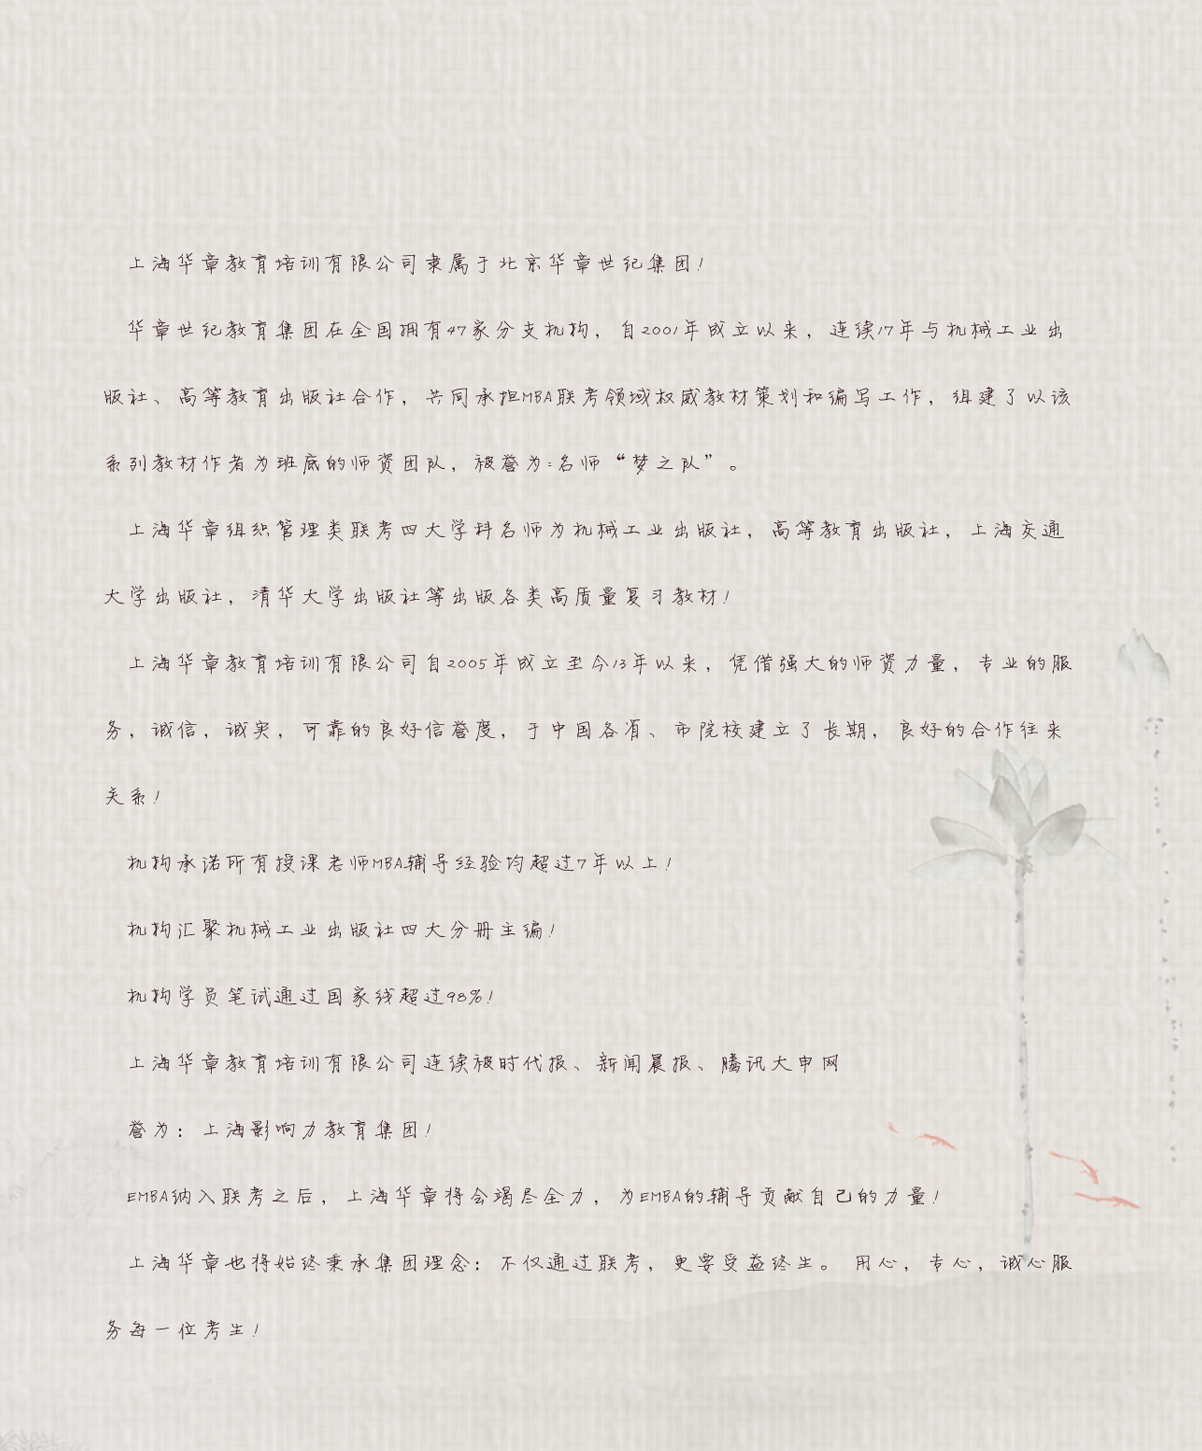 上海华章教育培训有限公司隶属于北京华章世纪集团！
华章世纪教育集团在全国拥有47家分支机构，自2001年成立以来，连续17年与机械工业出
版社、高等教育出版社合作，共同承担MBA联考领域权威教材策划和编写工作，组建了以该
系列教材作者为班底的师资团队，被誉为:名师“梦之队”。
上海华章组织管理类联考四大学科名师为机械工业出版社，高等教育出版社，上海交通
大学出版社，清华大学出版社等出版各类高质量复习教材！
上海华章教育培训有限公司自2005年成立至今13年以来，凭借强大的师资力量，专业的服
务，诚信，诚实，可靠的良好信誉度，于中国各省、市院校建立了长期，良好的合作往来
关系！
机构承诺所有授课老师MBA辅导经验均超过7年以上！
机构汇聚机械工业出版社四大分册主编！
机构学员笔试通过国家线超过98%！
上海华章教育培训有限公司连续被时代报、新闻晨报、腾讯大申网
誉为：上海影响力教育集团！
EMBA纳入联考之后，上海华章将会竭尽全力，为EMBA的辅导贡献自己的力量！
上海华章也将始终秉承集团理念：不仅通过联考，更要受益终生。 用心，专心，诚心服
务每一位考生！